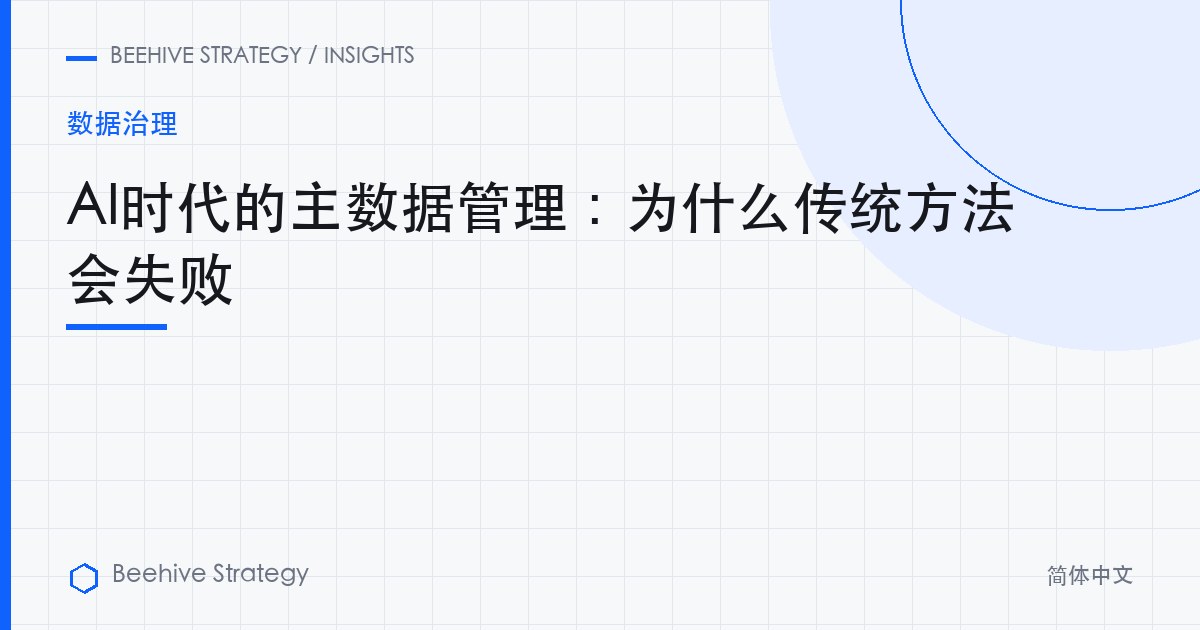 BEEHIVE STRATEGY / INSIGHTS
数据治理
AI时代的主数据管理：为什么传统方法
会失败
Beehive Strategy
简体中文